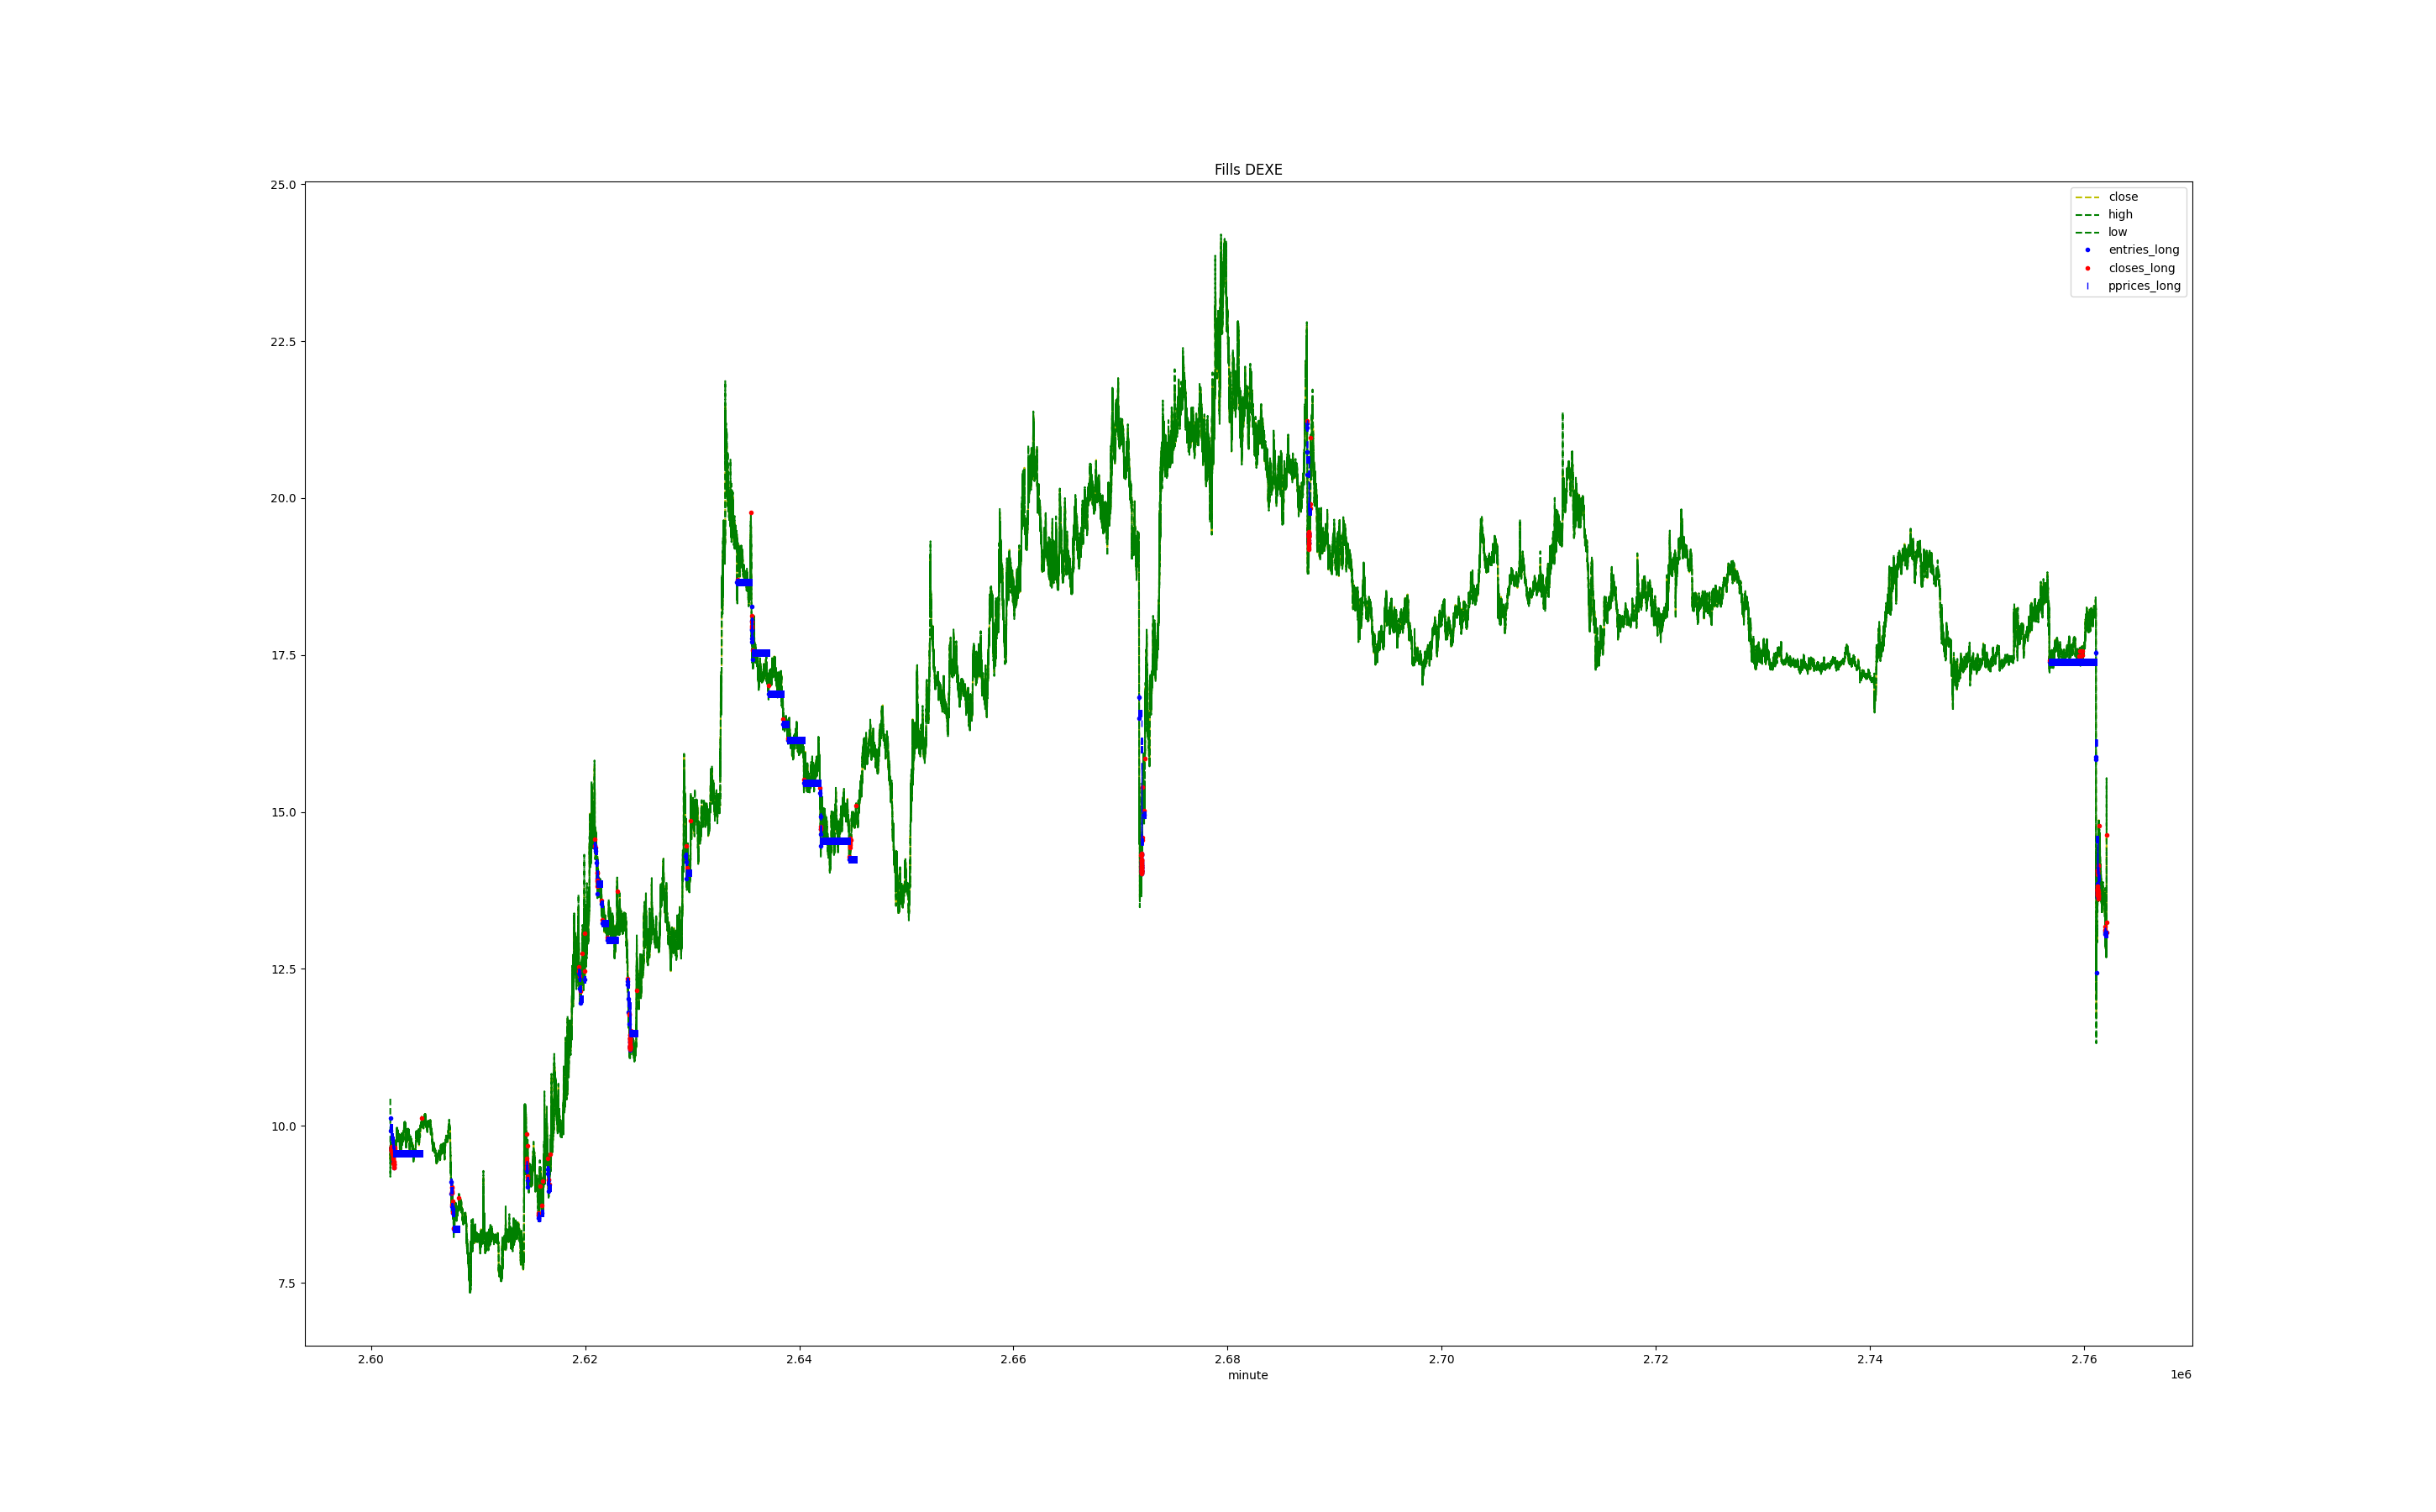 Fills DEXE
25.0
22.5
20.0
17.5
15.0
12.5
10.0
7.5
close
high
low
entries_long
closes_long
pprices_long
2.60 2.62 2.64 2.66 2.68 2.70 2.72 2.74 2.76
minute
1e6